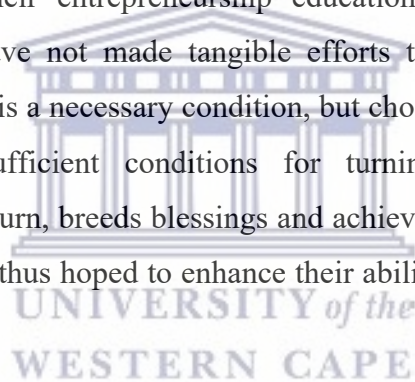 entrepreneurship education
ve not made tangible efforts t
is a necessary condition, but cho
ufficient conditions for turnin
urn, breeds blessings and achiev
thus hoped to enhance their abili
UNIVERSITY of the
WESTERN CAPE